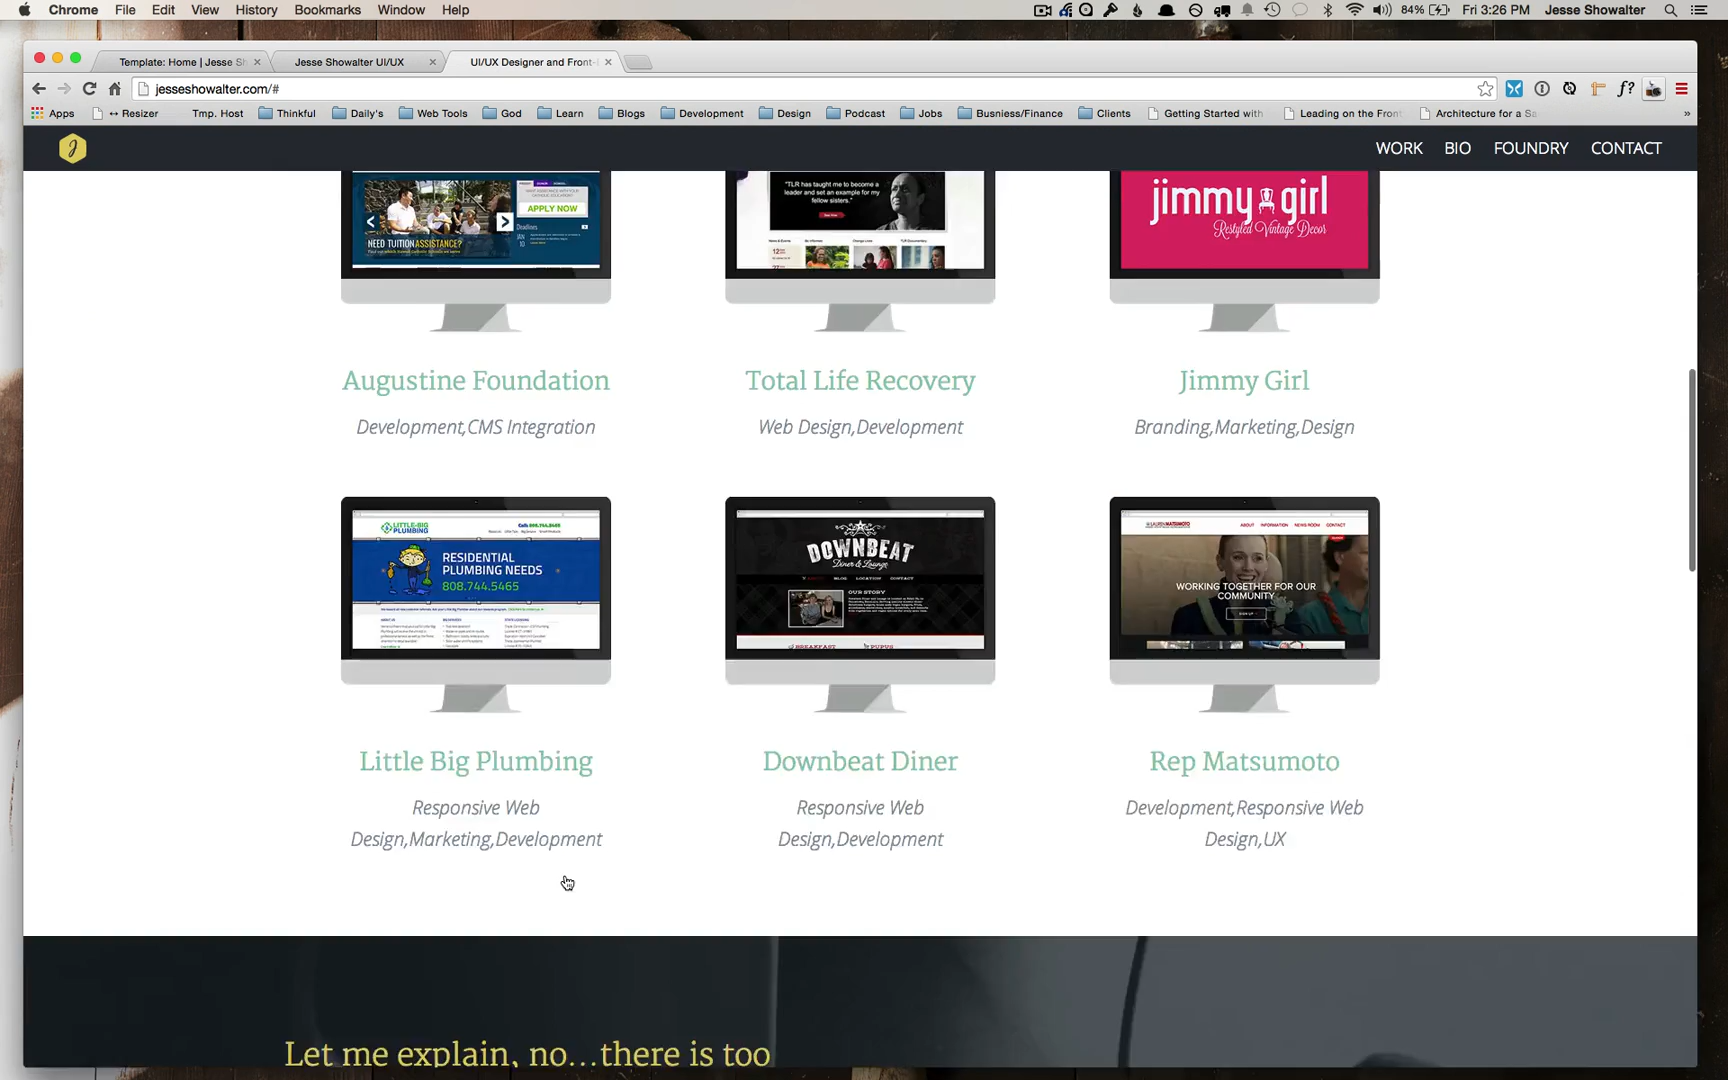 Chrome File Edit View History Bookmarks Window Help 84% Fri 3:26 PM Jesse Showalter
Template: Home | Jesse Sh Jesse Showalter UI/UX UI/UX Designer and Front-
jesseshowalter.com/#
Apps ↔ Resizer Tmp. Host Thinkful Daily's Web Tools God Learn Blogs Development Design Podcast Jobs Busniess/Finance Clients Getting Started with Leading on the Front Architecture for a Sa »
J WORK BIO FOUNDRY CONTACT
APPLY NOW
Deadlines
JAN
10
NEED TUITION ASSISTANCE?
"TLR has taught me to become a
leader and set an example for my
fellow sisters."
jimmy girl
Restyled Vintage Decor
Augustine Foundation Total Life Recovery Jimmy Girl
Development,CMS Integration Web Design,Development Branding,Marketing,Design
LITTLE-BIG
PLUMBING
RESIDENTIAL
PLUMBING NEEDS
808.744.5465
DOWNBEAT
Diner & Lounge
BLOG LOCATION CONTACT
OUR STORY
BREAKFAST PUPUS
LAUREN MATSUMOTO
ABOUT INFORMATION NEWS ROOM CONTACT
WORKING TOGETHER FOR OUR
COMMUNITY
SIGN UP
Little Big Plumbing Downbeat Diner Rep Matsumoto
Responsive Web Responsive Web Development,Responsive Web
Design,Marketing,Development Design,Development Design,UX
Let me explain, no...there is too